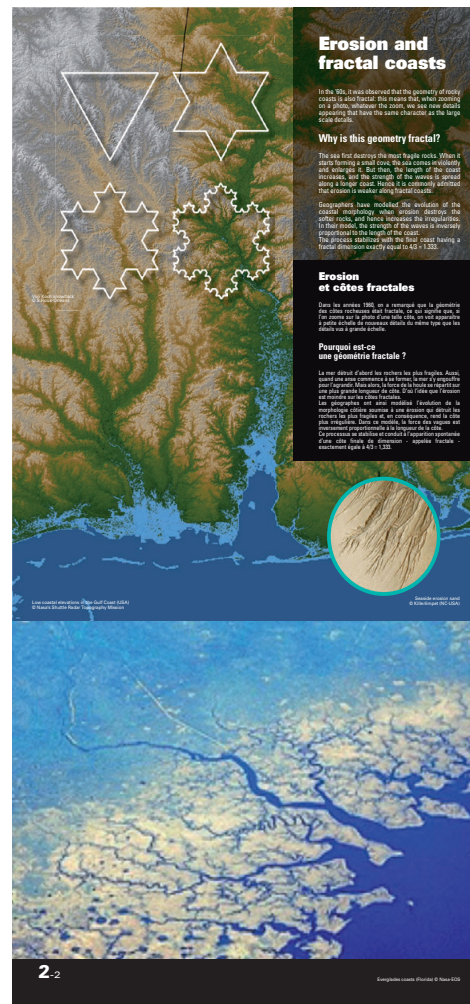 Erosion and
fractal coasts
In the '60s, it was observed that the geometry of rocky
coasts is also fractal: this means that, when zooming
on a photo, whatever the zoom, we see new details
appearing that have the same character as the large
scale details.
Why is this geometry fractal?
The sea first destroys the most fragile rocks. When it
starts forming a small cove, the sea comes in violently
and enlarges it. But then, the length of the coast
increases, and the strength of the waves is spread
along a longer coast. Hence it is commonly admitted
that erosion is weaker along fractal coasts.
Geographers have modelled the evolution of the
coastal morphology when erosion destroys the
softer rocks, and hence increases the irregularities.
In their model, the strength of the waves is inversely
proportional to the length of the coast.
The process stabilizes with the final coast having a
fractal dimension exactly equal to 4/3 = 1.333.
Erosion
et côtes fractales
Dans les années 1960, on a remarqué que la géométrie
des côtes rocheuses était fractale, ce qui signifie que, si
l'on zoome sur la photo d'une telle côte, on voit apparaître
à petite échelle de nouveaux détails du même type que les
détails vus à grande échelle.
Pourquoi est-ce
une géométrie fractale ?
La mer détruit d'abord les rochers les plus fragiles. Aussi,
quand une anse commence à se former, la mer s'y engouffre
pour l'agrandir. Mais alors, la force de la houle se répartit sur
une plus grande longueur de côte. D'où l'idée que l'érosion
est moindre sur les côtes fractales.
Les géographes ont ainsi modélisé l'évolution de la
morphologie côtière soumise à une érosion qui détruit les
rochers les plus fragiles et, en conséquence, rend la côte
plus irrégulière. Dans ce modèle, la force des vagues est
inversement proportionnelle à la longueur de la côte.
Ce processus se stabilise et conduit à l'apparition spontanée
d'une côte finale de dimension - appelée fractale -
exactement égale à 4/3 = 1,333.
Low coastal elevations in the Gulf Coast (USA)
© Nasa's Shuttle Radar Topography Mission
Seaside erosion sand
© Killerlimpet (NC-USA)
2-2
Everglades coasts (Florida) © Nasa-EOS